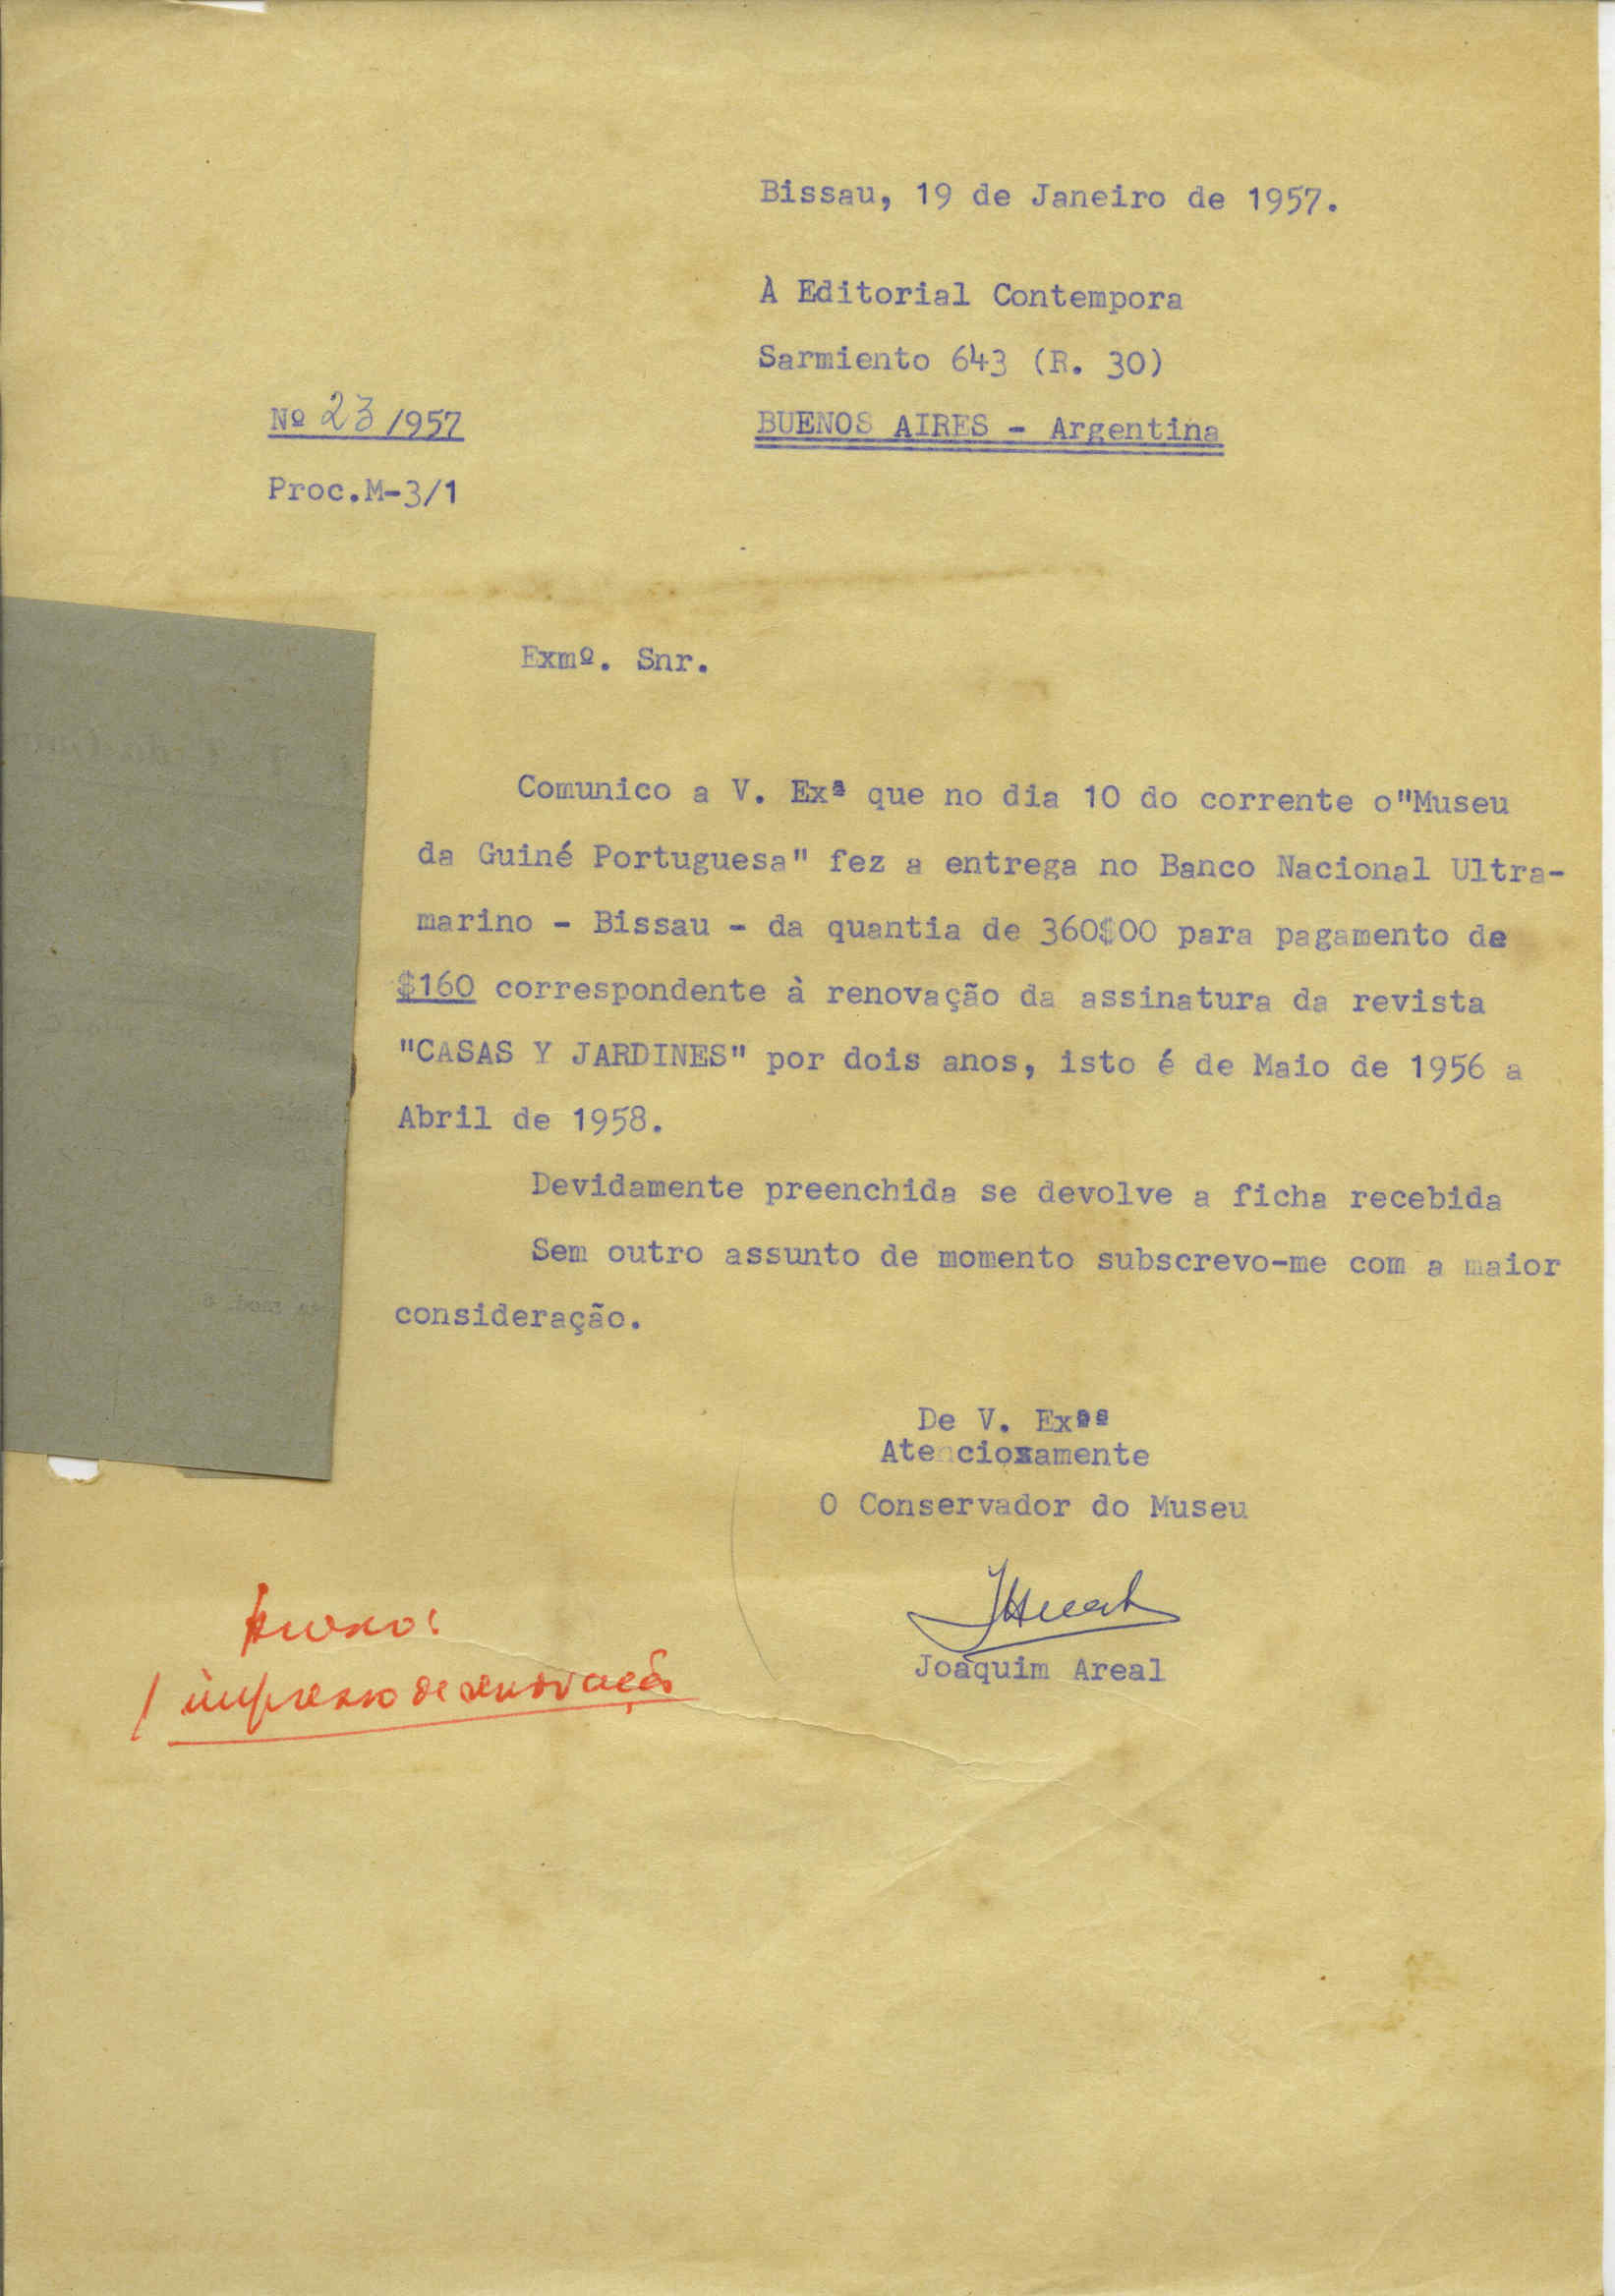 Bissau, 19 de Janeiro de 1957.
À Editorial Contempora
Sarmiento 643 (R. 30)
BUENOS AIRES - Argentina
Nº 23/1957
Proc.M-3/1
Exmº. Snr.
Comunico a V. Exª que no dia 10 do corrente o"Museu
da Guiné Portuguesa" fez a entrega no Banco Nacional Ultra-
marino - Bissau - da quantia de 360$00 para pagamento de
$160 correspondente à renovação da assinatura da revista
"CASAS Y JARDINES" por dois anos, isto é de Maio de 1956 a
Abril de 1958.
Devidamente preenchida se devolve a ficha recebida
Sem outro assunto de momento subscrevo-me com a maior
consideração.
De V. Exªª
Atenciosamente
O Conservador do Museu
JAreal
Joaquim Areal
Anexo:
1 impresso de renovação